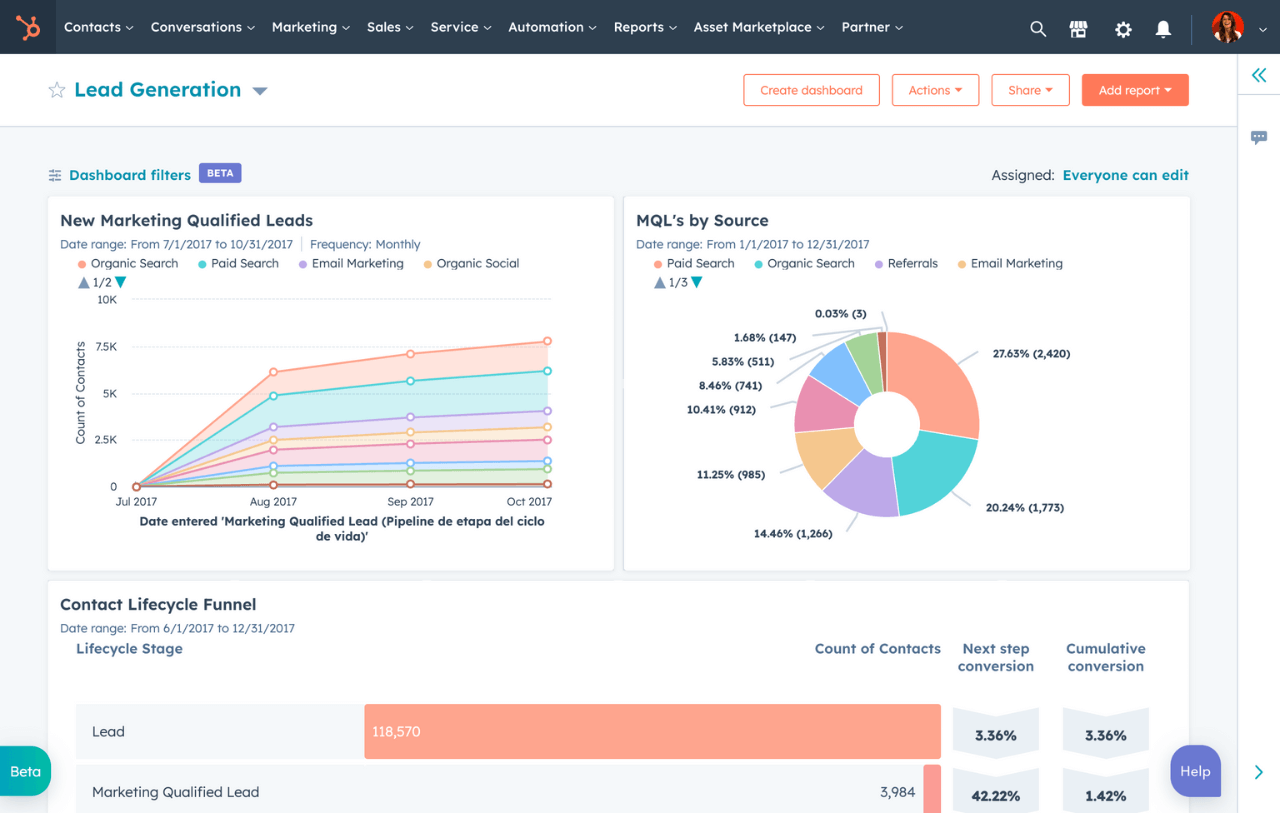 Contacts Conversations Marketing Sales Service Automation Reports Asset Marketplace Partner
Lead Generation
Create dashboard Actions Share Add report
Dashboard filters BETA
Assigned: Everyone can edit
New Marketing Qualified Leads
Date range: From 7/1/2017 to 10/31/2017 Frequency: Monthly
Organic Search Paid Search Email Marketing Organic Social
1/2
10K
7.5K
5K
2.5K
0
Count of Contacts
Jul 2017 Aug 2017 Sep 2017 Oct 2017
Date entered 'Marketing Qualified Lead (Pipeline de etapa del ciclo
de vida)'
MQL's by Source
Date range: From 1/1/2017 to 12/31/2017
Paid Search Organic Search Referrals Email Marketing
1/3
0.03% (3)
1.68% (147)
5.83% (511)
8.46% (741)
10.41% (912)
11.25% (985)
14.46% (1,266)
27.63% (2,420)
20.24% (1,773)
Contact Lifecycle Funnel
Date range: From 6/1/2017 to 12/31/2017
Lifecycle Stage Count of Contacts Next step Cumulative
conversion conversion
Lead 118,570 3.36% 3.36%
Marketing Qualified Lead 3,984 42.22% 1.42%
Beta
Help